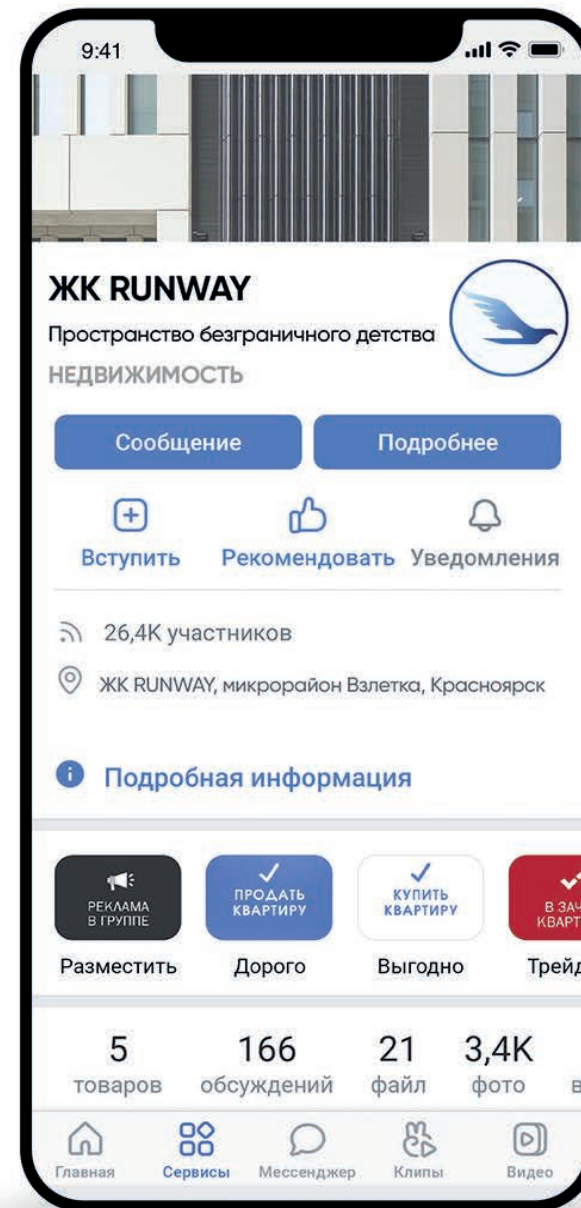 9:41
ЖК RUNWAY
Пространство безграничного детства
НЕДВИЖИМОСТЬ
Сообщение Подробнее
Вступить Рекомендовать Уведомления
26,4K участников
ЖК RUNWAY, микрорайон Взлетка, Красноярск
Подробная информация
РЕКЛАМА
В ГРУППЕ
ПРОДАТЬ
КВАРТИРУ
КУПИТЬ
КВАРТИРУ
Разместить Дорого Выгодно
5 166 21 3,4K
товаров обсуждений файл фото
Главная Сервисы Мессенджер Клипы Видео